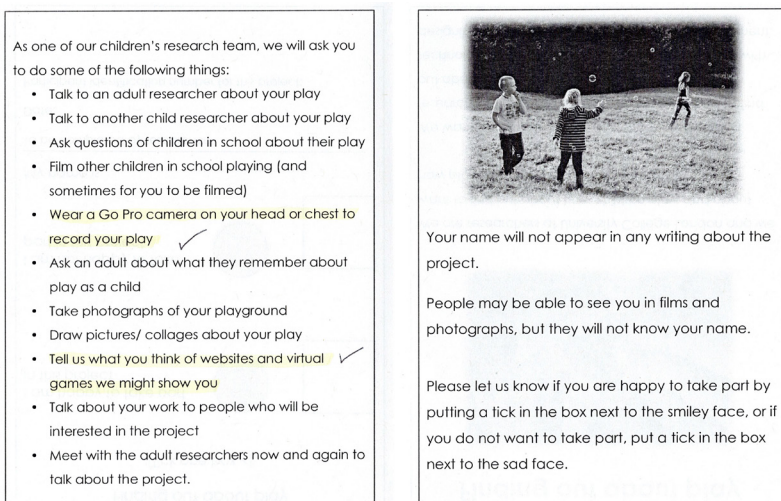 As one of our children's research team, we will ask you
to do some of the following things:
• Talk to an adult researcher about your play
• Talk to another child researcher about your play
• Ask questions of children in school about their play
• Film other children in school playing (and
sometimes for you to be filmed)
• Wear a Go Pro camera on your head or chest to
record your play
• Ask an adult about what they remember about
play as a child
• Take photographs of your playground
• Draw pictures/ collages about your play
• Tell us what you think of websites and virtual
games we might show you
• Talk about your work to people who will be
interested in the project
• Meet with the adult researchers now and again to
talk about the project.
Your name will not appear in any writing about the
project.
People may be able to see you in films and
photographs, but they will not know your name.
Please let us know if you are happy to take part by
putting a tick in the box next to the smiley face, or if
you do not want to take part, put a tick in the box
next to the sad face.